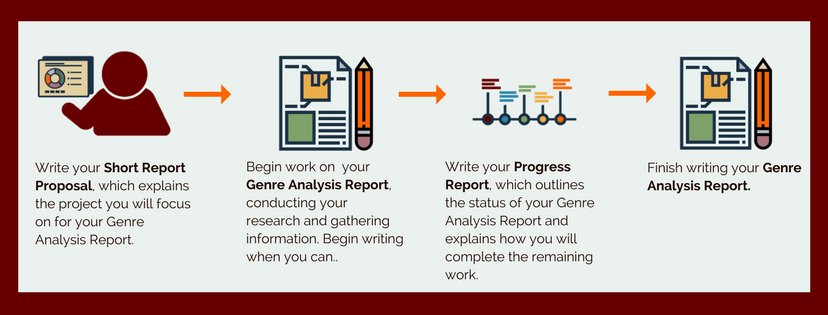 Write your Short Report
Proposal, which explains
the project you will focus
on for your Genre
Analysis Report.
Begin work on your
Genre Analysis Report,
conducting your
research and gathering
information. Begin writing
when you can..
Write your Progress
Report, which outlines
the status of your Genre
Analysis Report and
explains how you will
complete the remaining
work.
Finish writing your Genre
Analysis Report.